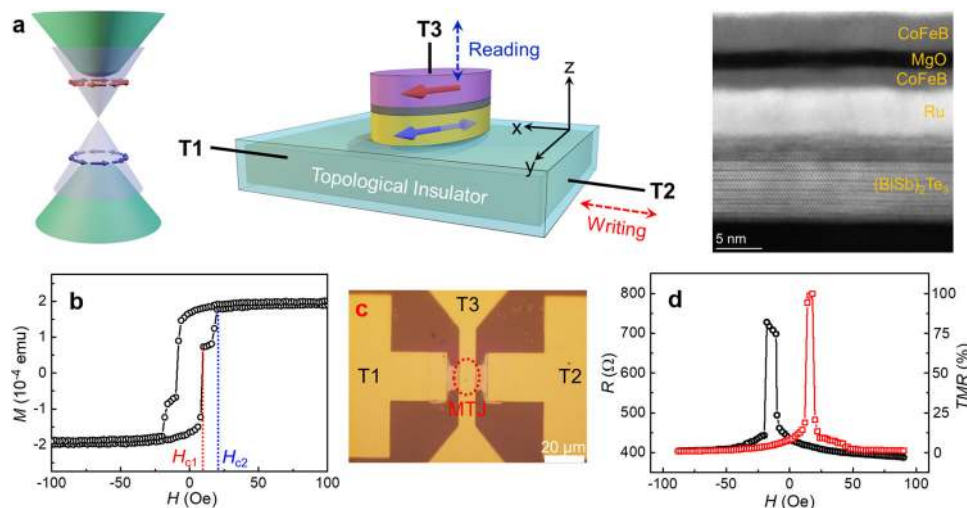 a
T3
Reading
z
x
y
T1
Topological Insulator
T2
Writing
CoFeB
MgO
CoFeB
Ru
(BiSb)₂Te₃
5 nm
b
M (10⁻⁴ emu)
2
1
0
-1
-2
Hc1
Hc2
-100
-50
0
50
100
H (Oe)
c
T3
T1
T2
MTJ
20 μm
d
R (Ω)
800
700
600
500
400
100
75
50
25
0
TMR (%)
-100
-50
0
50
100
H (Oe)